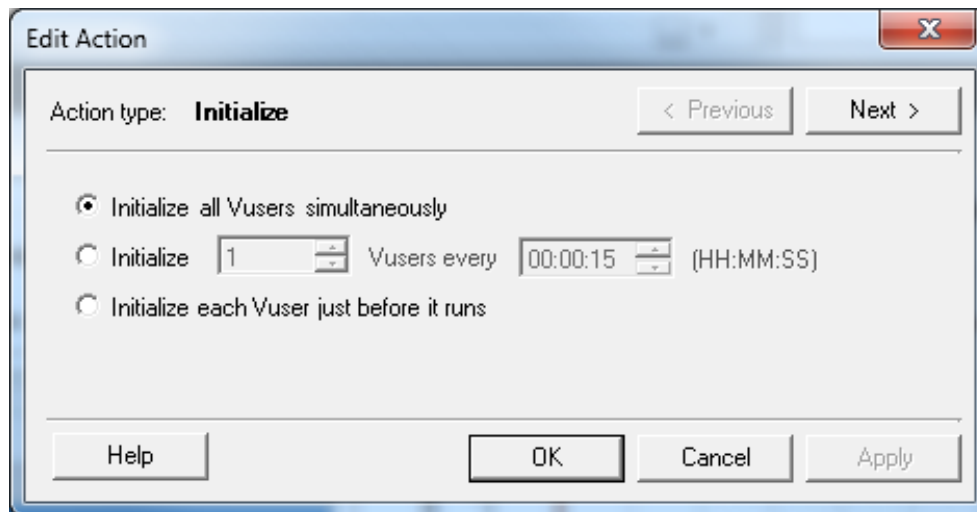 Edit Action
Action type: Initialize
< Previous
Next >
Initialize all Vusers simultaneously
Initialize 1 Vusers every 00:00:15 (HH:MM:SS)
Initialize each Vuser just before it runs
Help
OK
Cancel
Apply